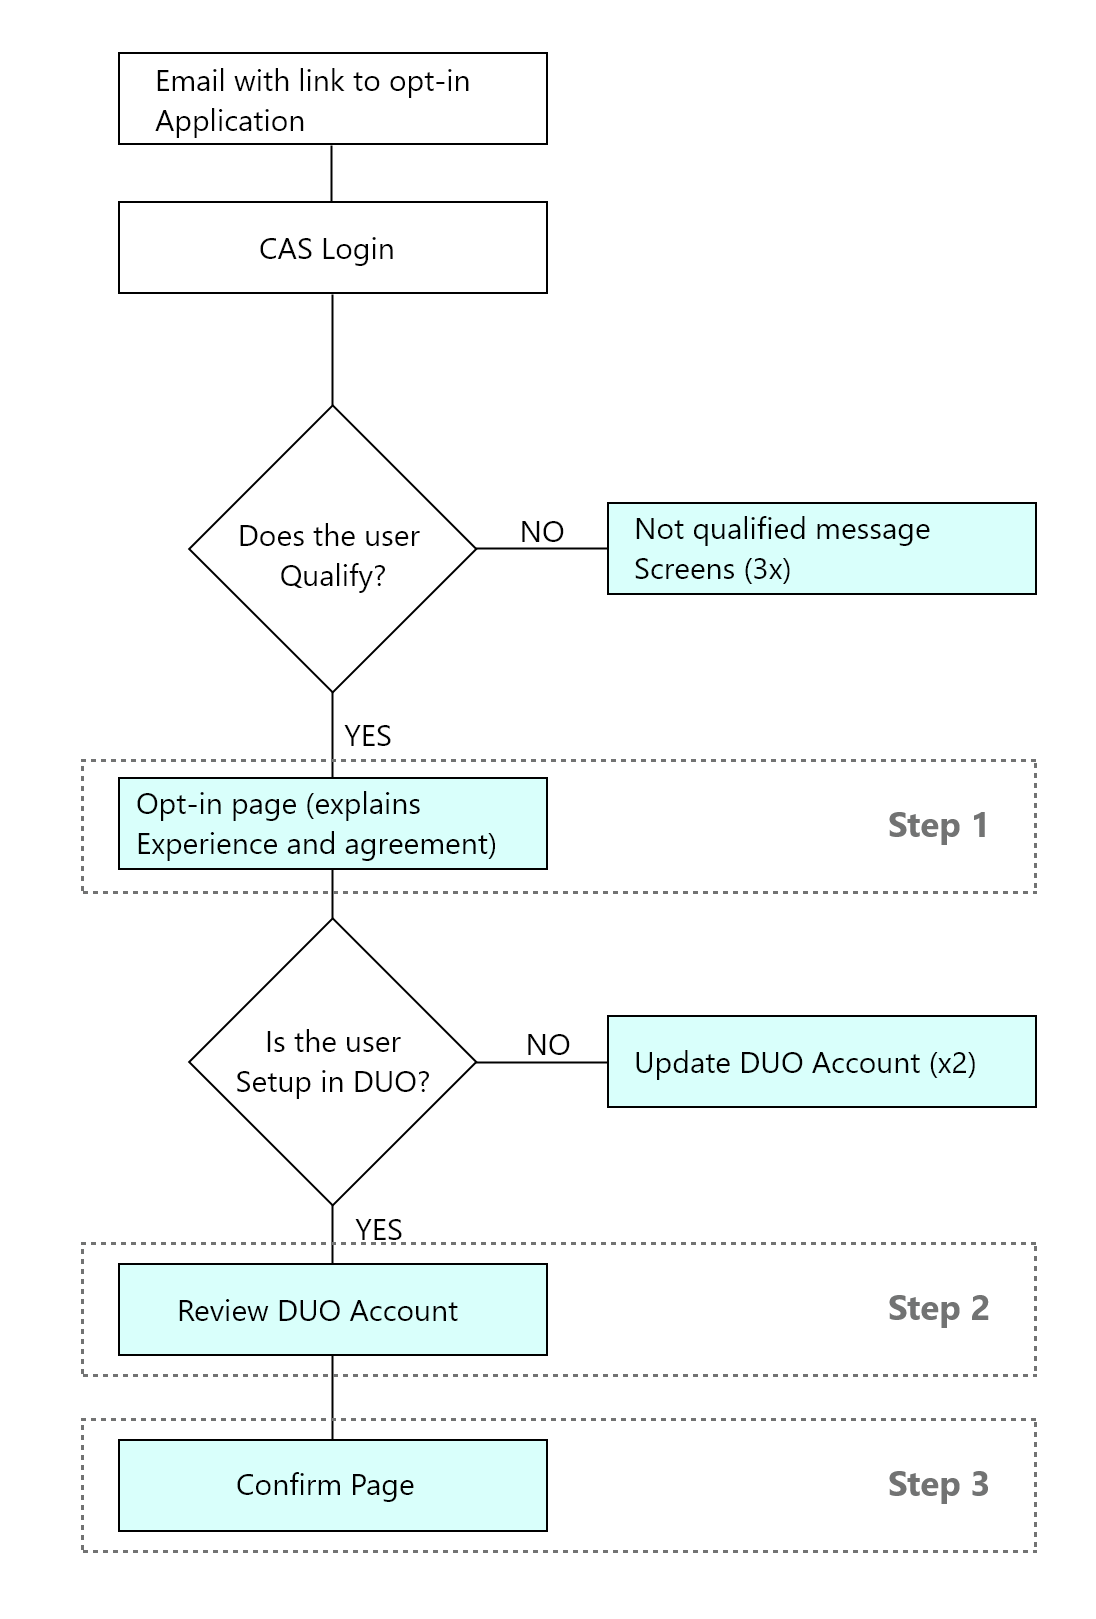 Email with link to opt-in
Application
CAS Login
Does the user
Qualify?
NO
Not qualified message
Screens (3x)
YES
Opt-in page (explains
Experience and agreement)
Step 1
Is the user
Setup in DUO?
NO
Update DUO Account (x2)
YES
Review DUO Account
Step 2
Confirm Page
Step 3